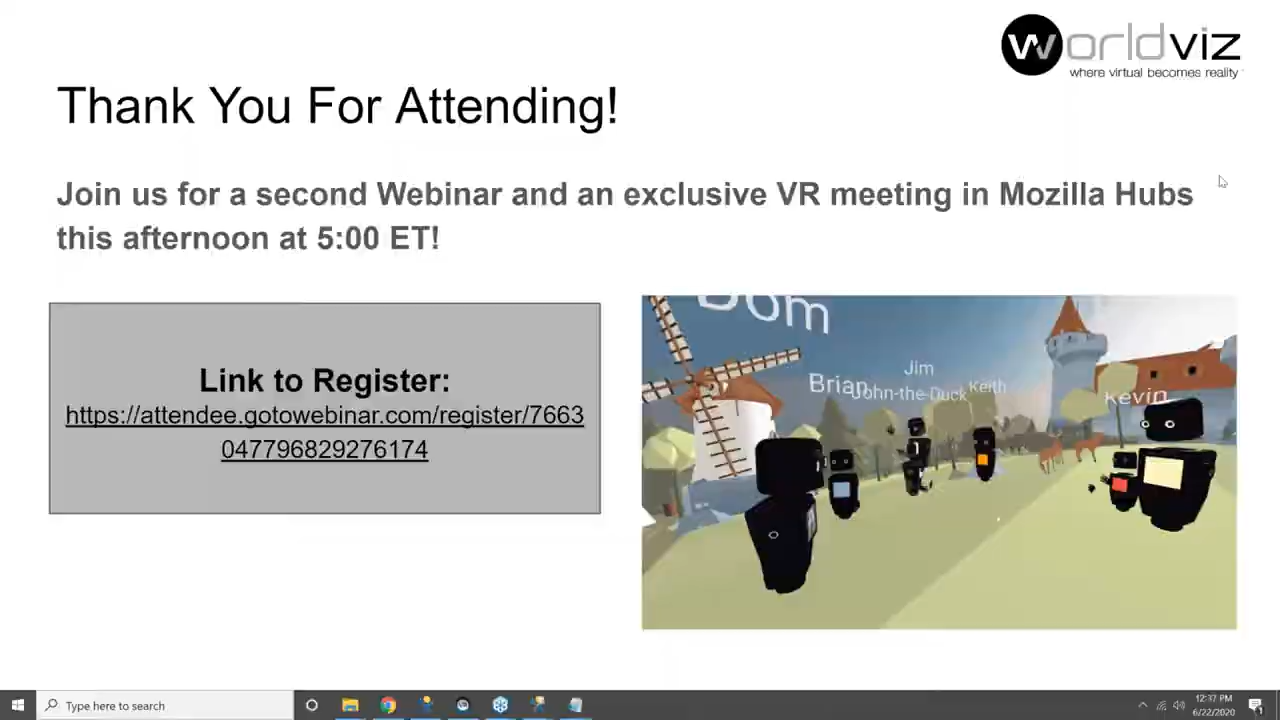 worldviz
where virtual becomes reality
Thank You For Attending!
Join us for a second Webinar and an exclusive VR meeting in Mozilla Hubs
this afternoon at 5:00 ET!
Link to Register:
https://attendee.gotowebinar.com/register/7663
047796829276174
Dom
Jim
Brian
John-the-Duck
Keith
Kevin
Type here to search
12:37 PM
6/22/2020